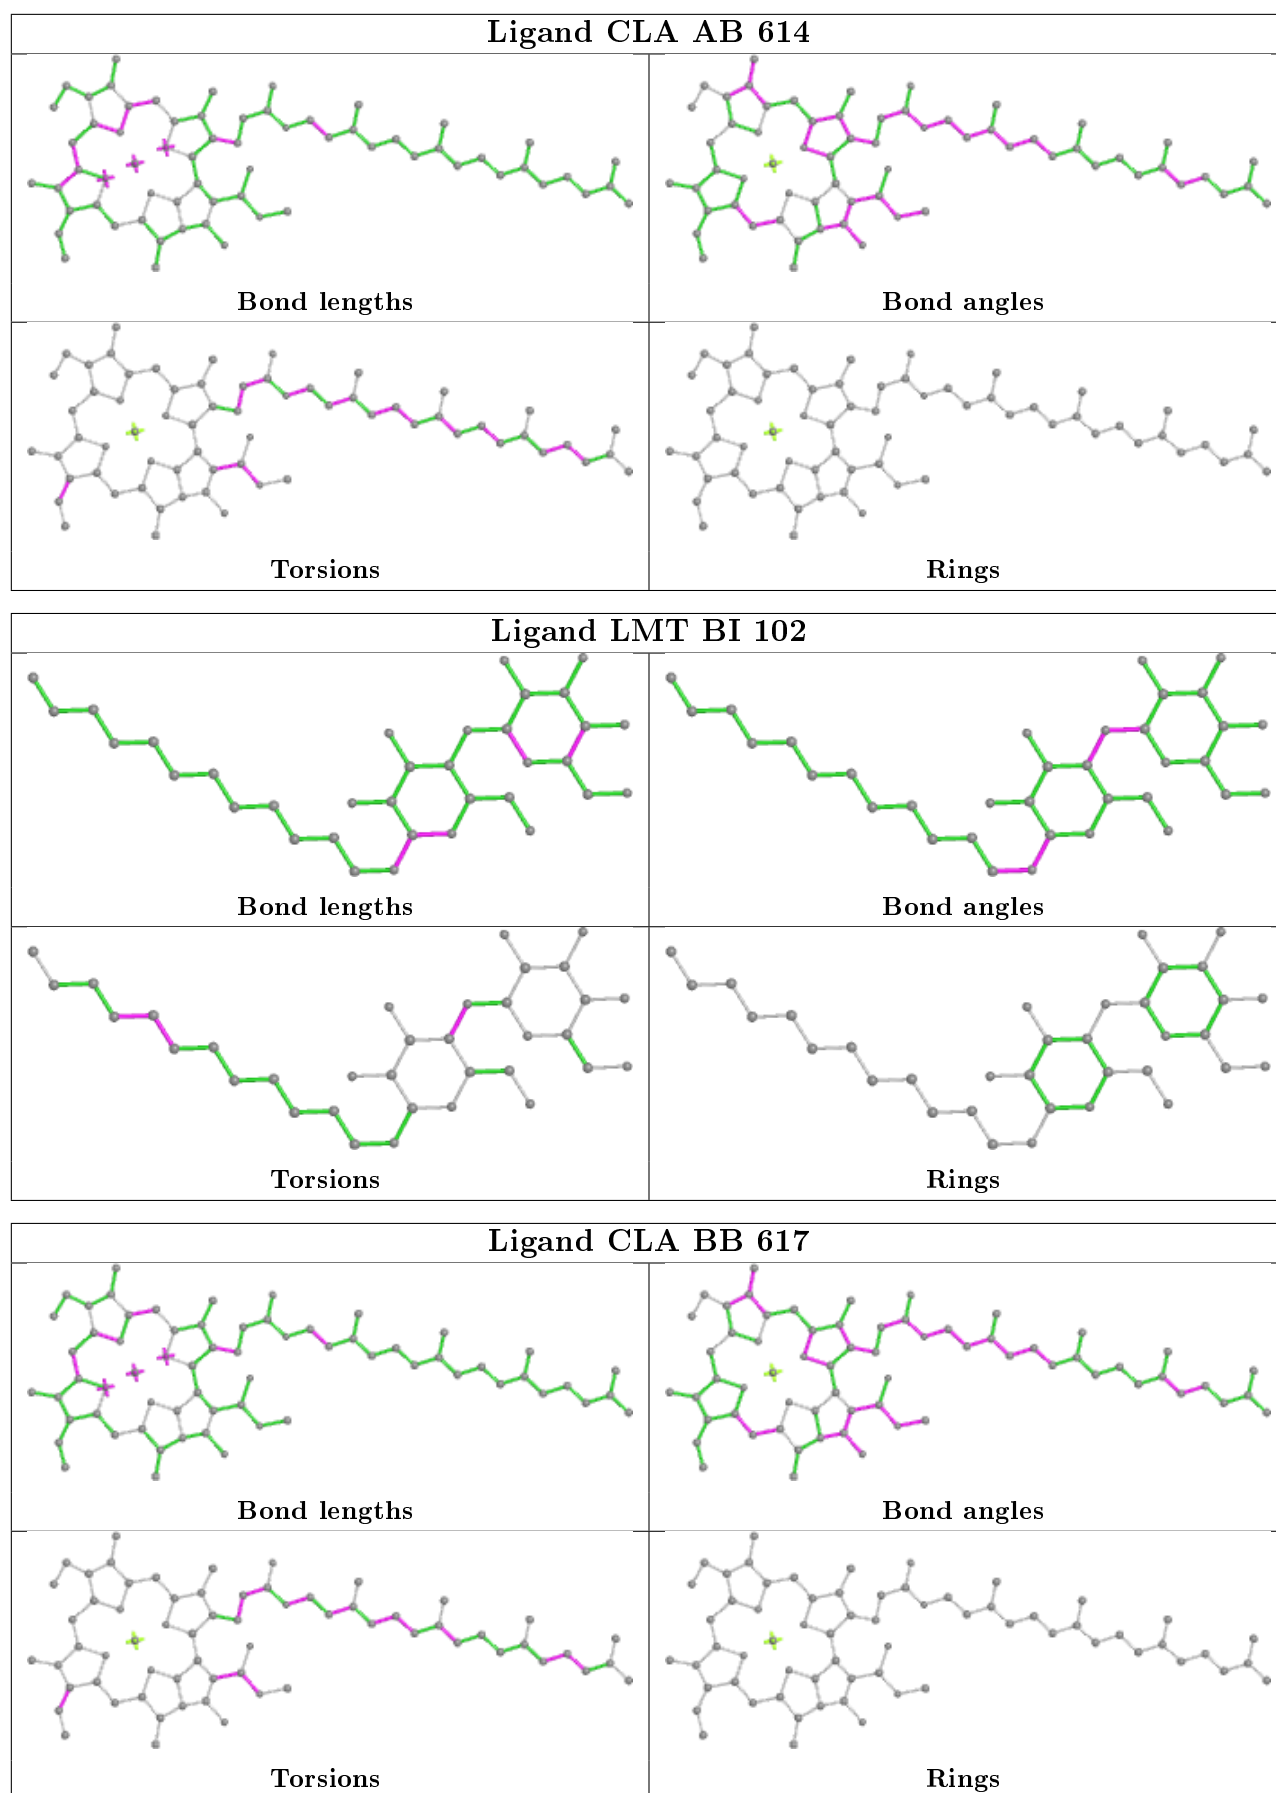 Ligand CLA AB 614
Bond lengths
Bond angles
Torsions
Rings
Ligand LMT BI 102
Bond lengths
Bond angles
Torsions
Rings
Ligand CLA BB 617
Bond lengths
Bond angles
Torsions
Rings